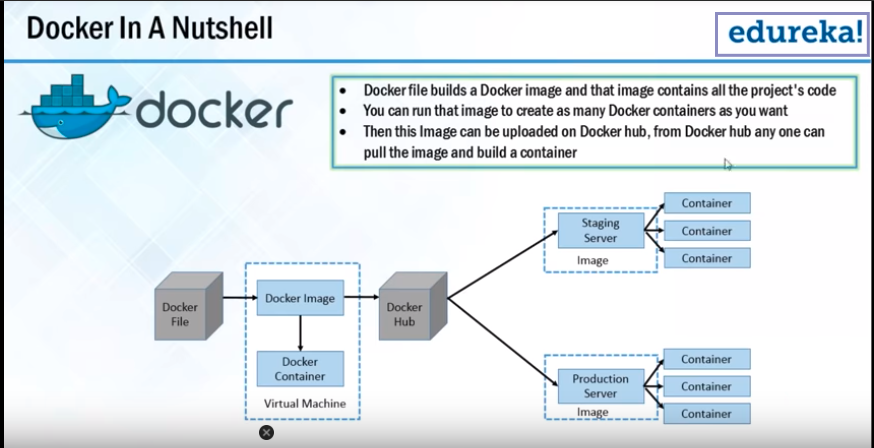 Docker In A Nutshell
edureka!
docker
• Docker file builds a Docker image and that image contains all the project's code
• You can run that image to create as many Docker containers as you want
• Then this Image can be uploaded on Docker hub, from Docker hub any one can
pull the image and build a container
Docker
File
Docker Image
Docker
Container
Virtual Machine
Docker
Hub
Staging
Server
Image
Container
Container
Container
Production
Server
Image
Container
Container
Container